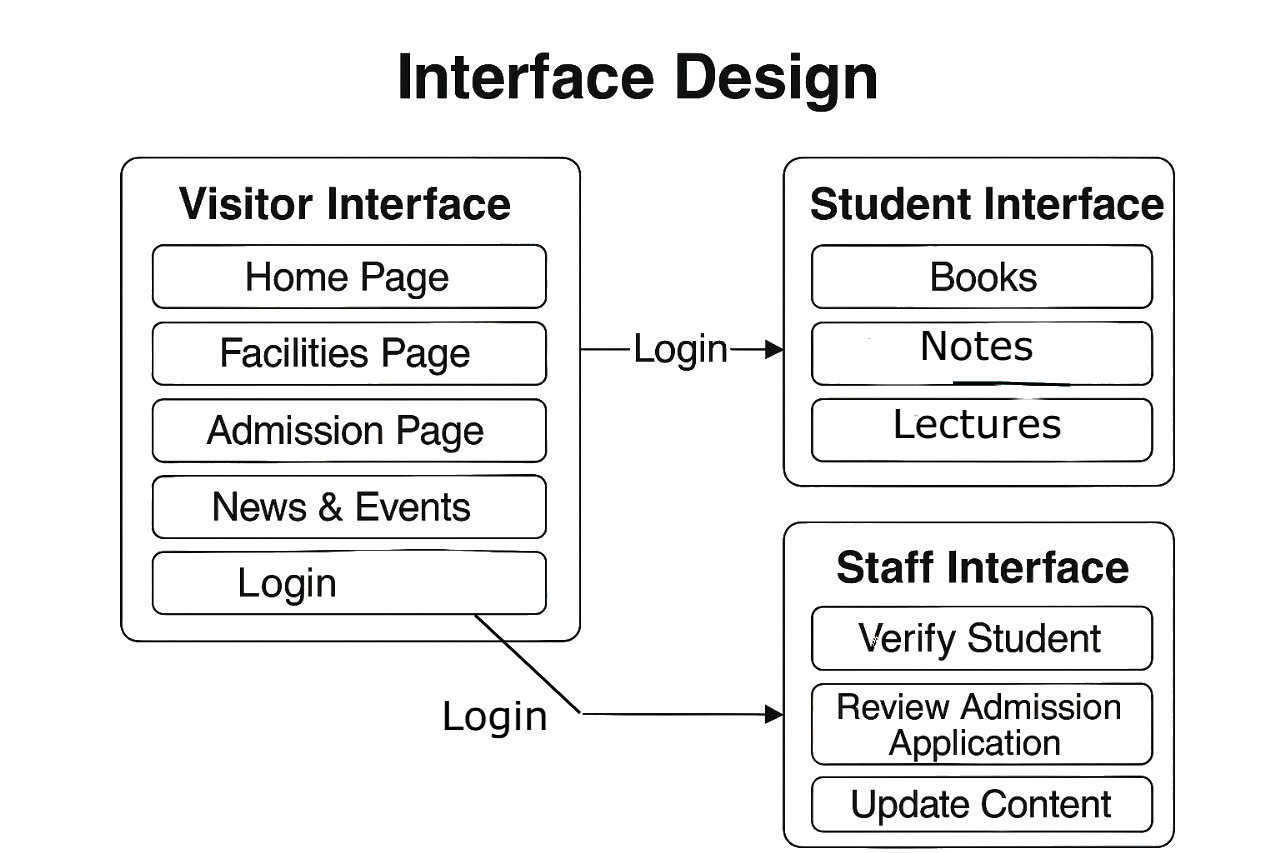 Interface Design
Visitor Interface
Home Page
Facilities Page
Admission Page
News & Events
Login
Login
Student Interface
Books
Notes
Lectures
Login
Staff Interface
Verify Student
Review Admission
Application
Update Content